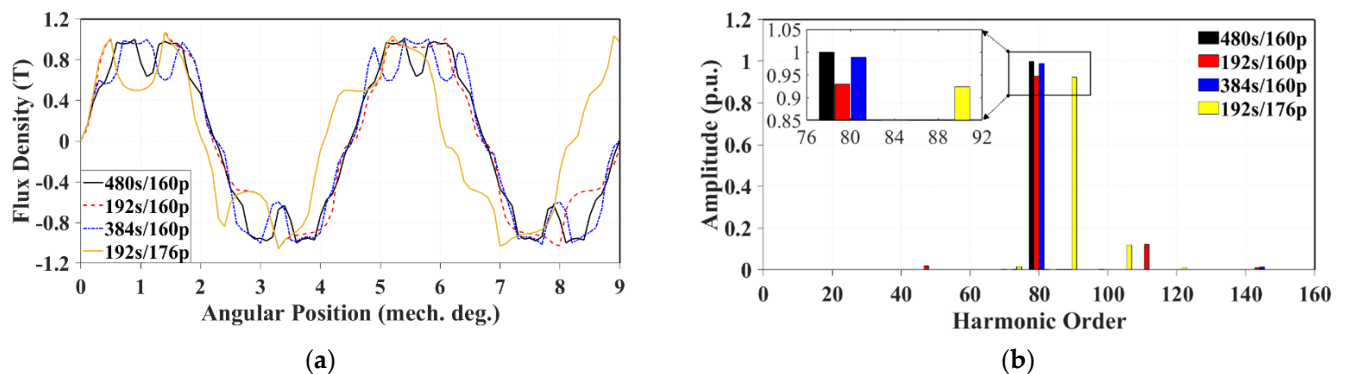 1.2
0.8
0.4
0
-0.4
-0.8
-1.2
Flux Density (T)
480s/160p
192s/160p
384s/160p
192s/176p
0 1 2 3 4 5 6 7 8 9
Angular Position (mech. deg.)
(a)
1.2
1
0.8
0.6
0.4
0.2
0
Amplitude (p.u.)
1.05
1
0.95
0.9
0.85
76 80 84 88 92
480s/160p
192s/160p
384s/160p
192s/176p
0 20 40 60 80 100 120 140 160
Harmonic Order
(b)